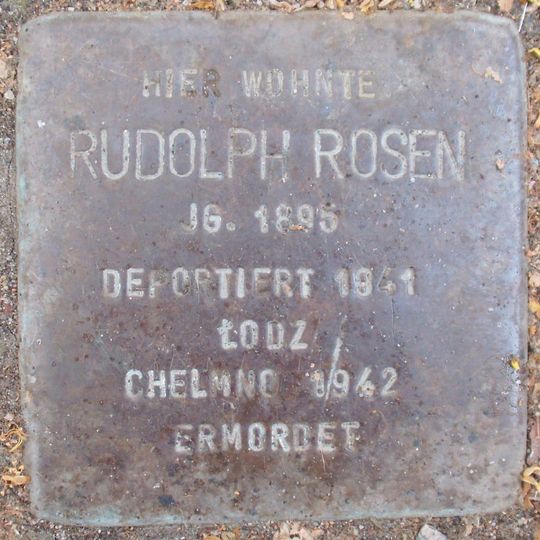 HIER WOHNTE
RUDOLPH ROSEN
JG. 1895
DEPORTIERT 1941
ŁODZ
CHELMNO 1942
ERMORDET